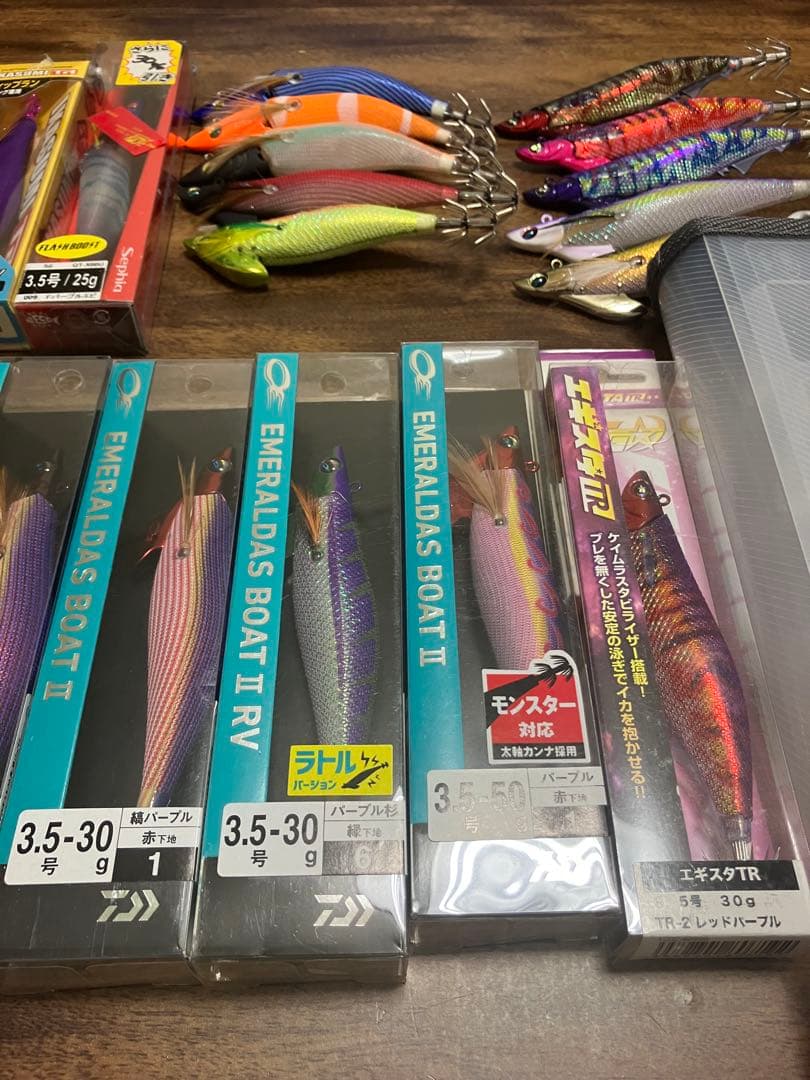 さらに
30%
引き
FLASH BOOST
3.5号 / 25g
Sephia
EMERALDAS BOAT II
3.5-30
号 g
縞パープル
赤下地
1
EMERALDAS BOAT II RV
ラトル
バージョン
3.5-30
号 g
パープル杉
緑下地
6
EMERALDAS BOAT II
モンスター
対応
太軸カンナ採用
3.5-50
号 g
パープル
赤下地
エギスタTR
ケイムラスタビライザー搭載!
ブレを無くした安定の泳ぎでイカを抱かせる!!
エギスタTR
5号 30g
TR-2 レッドパープル